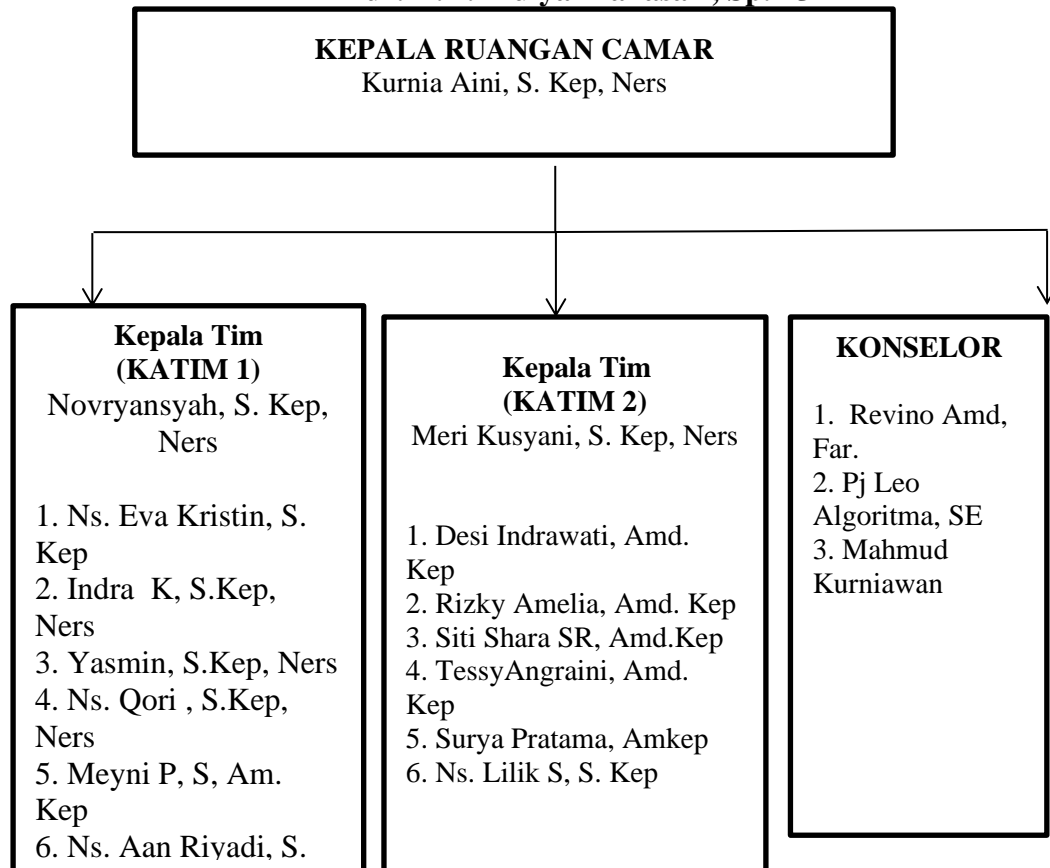 KEPALA RUANGAN CAMAR
Kurnia Aini, S. Kep, Ners
Kepala Tim
(KATIM 1)
Novryansyah, S. Kep,
Ners
1. Ns. Eva Kristin, S.
Kep
2. Indra K, S.Kep,
Ners
3. Yasmin, S.Kep, Ners
4. Ns. Qori , S.Kep,
Ners
5. Meyni P, S, Am.
Kep
6. Ns. Aan Riyadi, S.
Kepala Tim
(KATIM 2)
Meri Kusyani, S. Kep, Ners
1. Desi Indrawati, Amd.
Kep
2. Rizky Amelia, Amd. Kep
3. Siti Shara SR, Amd.Kep
4. TessyAngraini, Amd.
Kep
5. Surya Pratama, Amkep
6. Ns. Lilik S, S. Kep
KONSELOR
1. Revino Amd,
Far.
2. Pj Leo
Algoritma, SE
3. Mahmud
Kurniawan